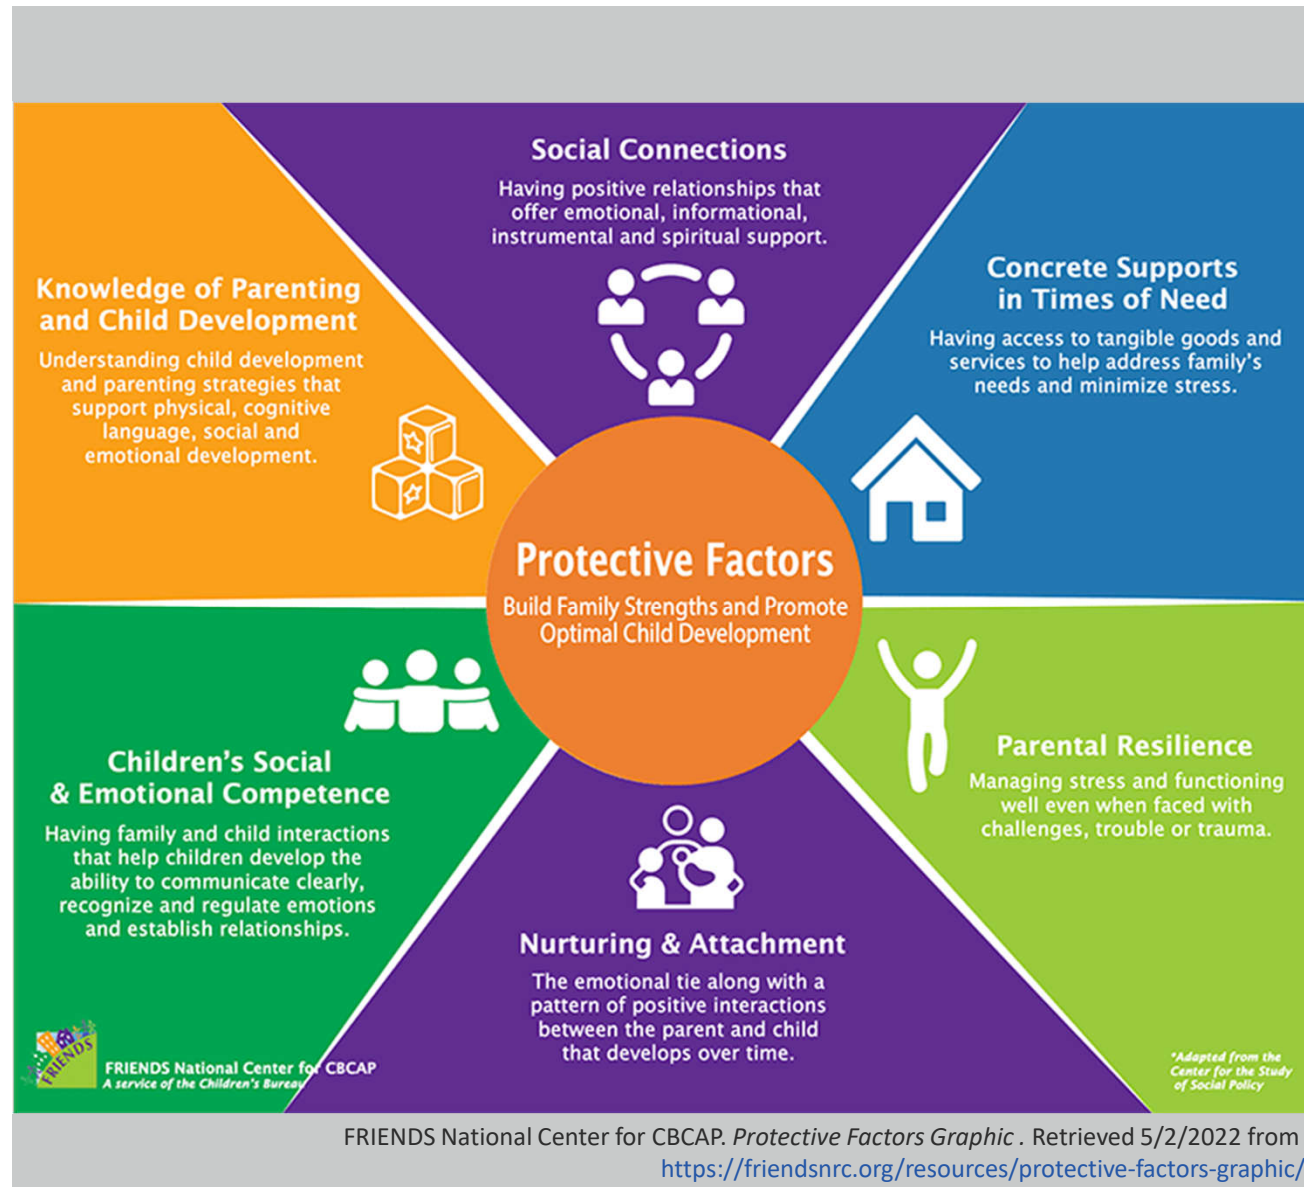 Social Connections
Having positive relationships that
offer emotional, informational,
instrumental and spiritual support.
Knowledge of Parenting
and Child Development
Understanding child development
and parenting strategies that
support physical, cognitive
language, social and
emotional development.
Concrete Supports
in Times of Need
Having access to tangible goods and
services to help address family's
needs and minimize stress.
Protective Factors
Build Family Strengths and Promote
Optimal Child Development
Children's Social
& Emotional Competence
Having family and child interactions
that help children develop the
ability to communicate clearly,
recognize and regulate emotions
and establish relationships.
Parental Resilience
Managing stress and functioning
well even when faced with
challenges, trouble or trauma.
Nurturing & Attachment
The emotional tie along with a
pattern of positive interactions
between the parent and child
that develops over time.
FRIENDS
FRIENDS National Center for CBCAP
A service of the Children's Bureau
*Adapted from the
Center for the Study
of Social Policy
FRIENDS National Center for CBCAP. Protective Factors Graphic . Retrieved 5/2/2022 from
https://friendsnrc.org/resources/protective-factors-graphic/